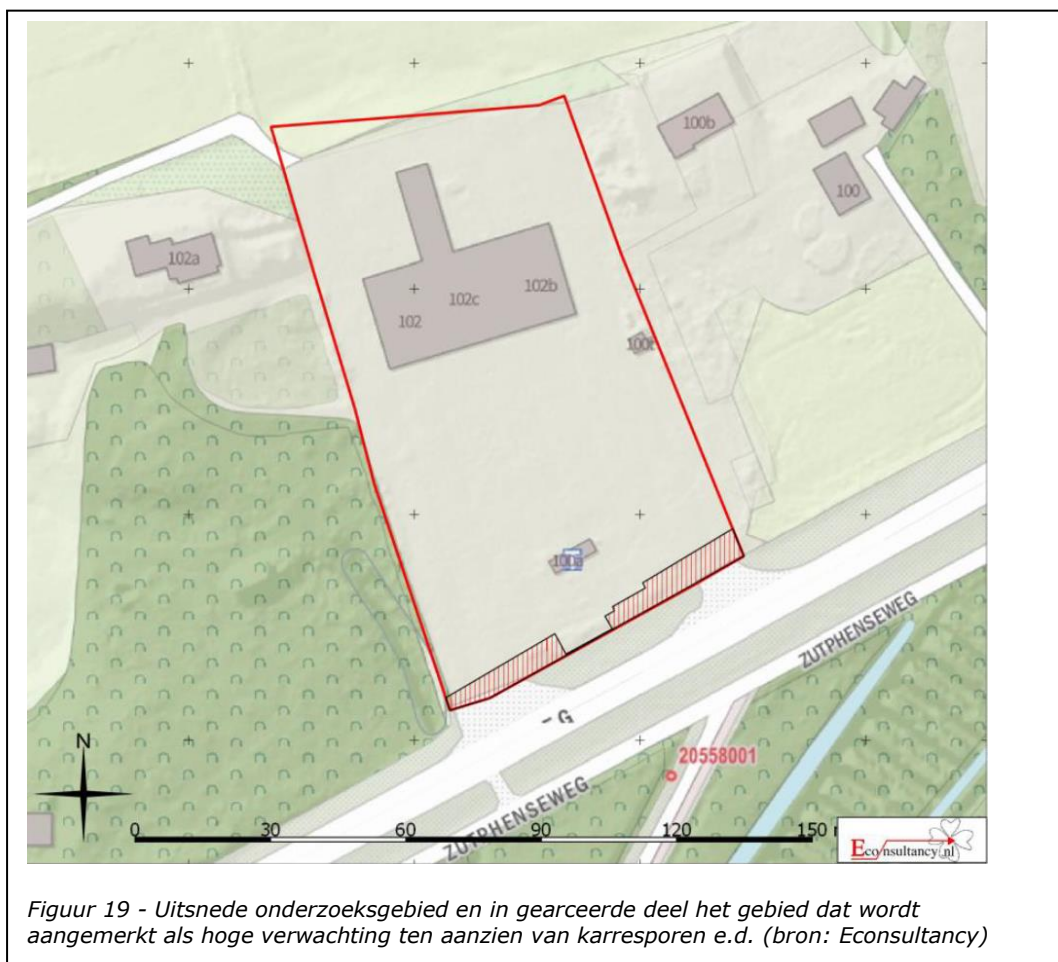 100b
100
102a
102b
102c
102
100a
ZUTPHENSEWEG
G
20558001
N
ZUTPHENSEWEG
0 30 60 90 120 150
Econsultancy.nl
Figuur 19 - Uitsnede onderzoeksgebied en in gearceerde deel het gebied dat wordt
aangemerkt als hoge verwachting ten aanzien van karresporen e.d. (bron: Econsultancy)